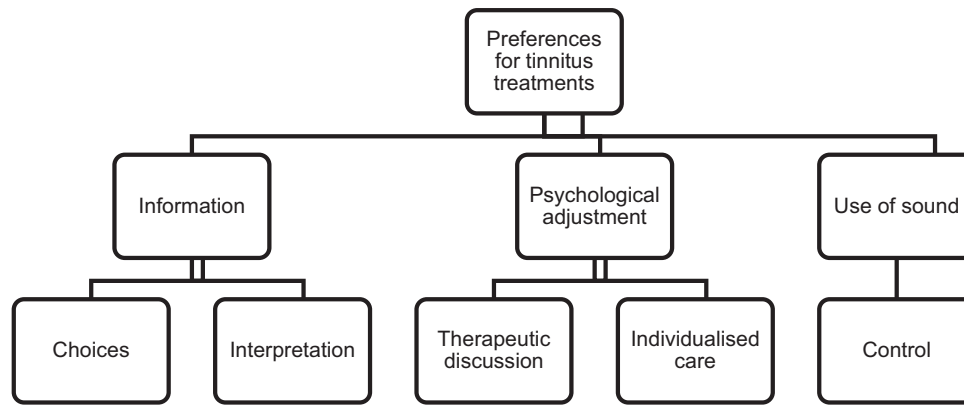 Preferences
for tinnitus
treatments
Information
Psychological
adjustment
Use of sound
Choices
Interpretation
Therapeutic
discussion
Individualised
care
Control